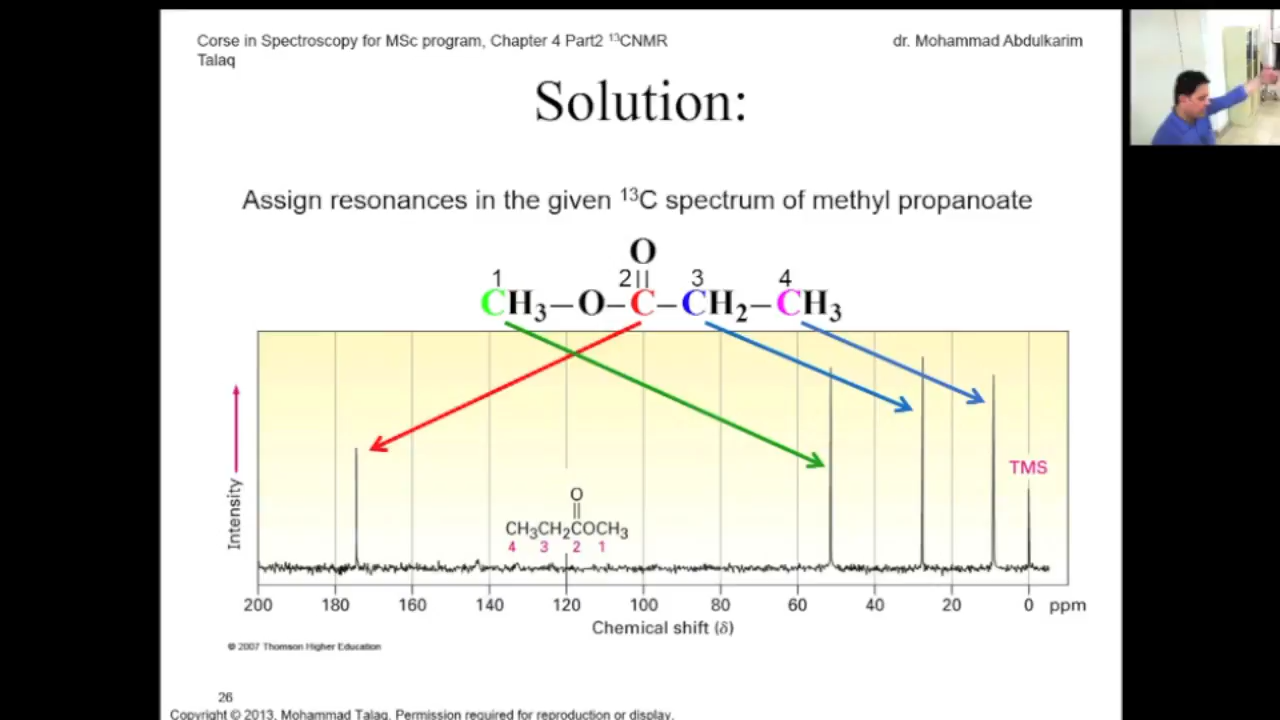 Corse in Spectroscopy for MSc program, Chapter 4 Part2 ¹³CNMR dr. Mohammad Abdulkarim
Talaq
Solution:
Assign resonances in the given ¹³C spectrum of methyl propanoate
O
1 2 || 3 4
CH₃–O–C–CH₂–CH₃
TMS
Intensity
O
||
CH₃CH₂COCH₃
4 3 2 1
200 180 160 140 120 100 80 60 40 20 0 ppm
Chemical shift (δ)
© 2007 Thomson Higher Education
26
Copyright © 2013, Mohammad Talaq. Permission required for reproduction or display.